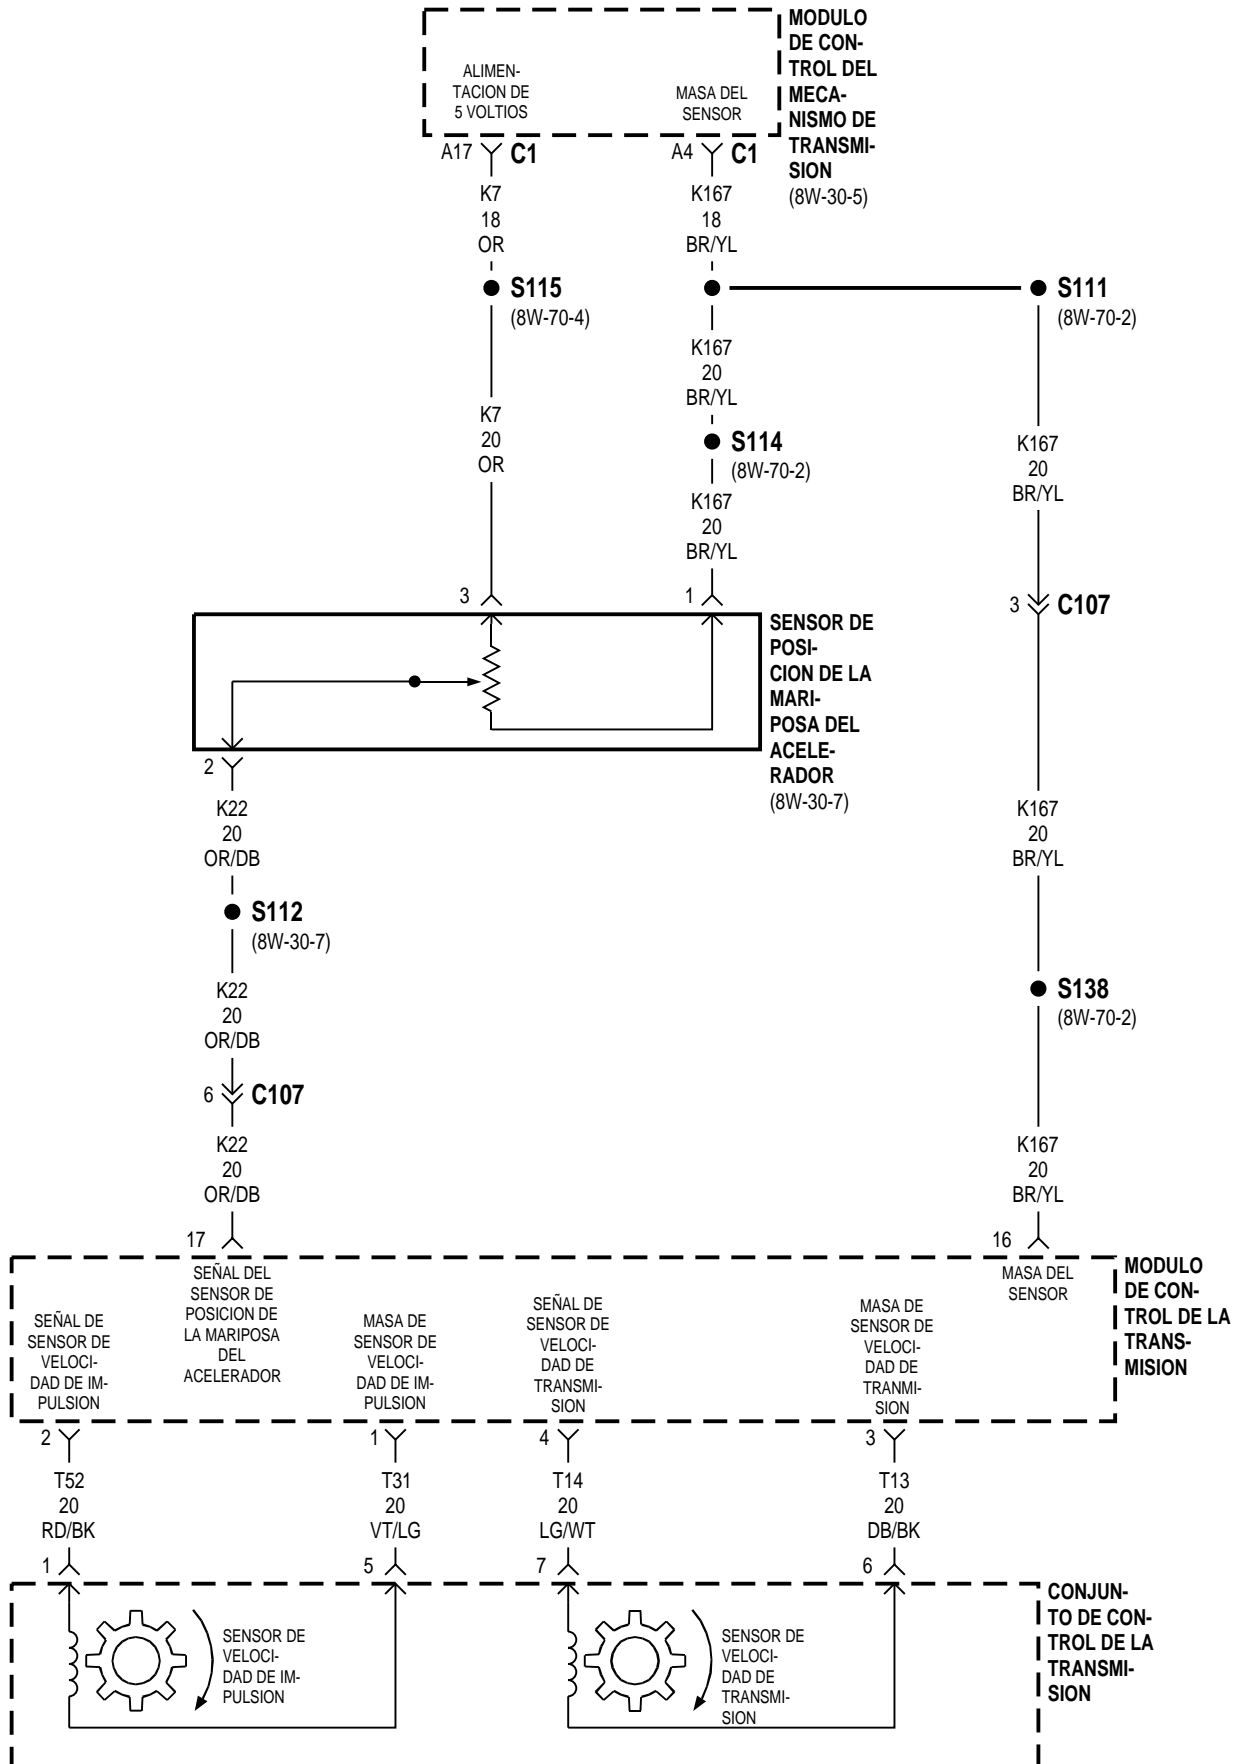 MODULO
DE CON-
TROL DEL
MECA-
NISMO DE
TRANSMI-
SION
(8W-30-5)
ALIMEN-
TACION DE
5 VOLTIOS
MASA DEL
SENSOR
A17
C1
A4
C1
K7
18
OR
K167
18
BR/YL
S115
(8W-70-4)
S111
(8W-70-2)
K167
20
BR/YL
K7
20
OR
S114
(8W-70-2)
K167
20
BR/YL
K167
20
BR/YL
3
1
3
C107
SENSOR DE
POSI-
CION DE LA
MARI-
POSA DEL
ACELE-
RADOR
(8W-30-7)
2
K22
20
OR/DB
K167
20
BR/YL
S112
(8W-30-7)
K22
20
OR/DB
S138
(8W-70-2)
6
C107
K22
20
OR/DB
K167
20
BR/YL
17
16
MODULO
DE CON-
TROL DE LA
TRANS-
MISION
SEÑAL DE
SENSOR DE
VELOCI-
DAD DE IM-
PULSION
SEÑAL DEL
SENSOR DE
POSICION DE
LA MARIPOSA
DEL
ACELERADOR
MASA DE
SENSOR DE
VELOCI-
DAD DE IM-
PULSION
SEÑAL DE
SENSOR DE
VELOCI-
DAD DE
TRANSMI-
SION
MASA DE
SENSOR DE
VELOCI-
DAD DE
TRANMI-
SION
MASA DEL
SENSOR
2
1
4
3
T52
20
RD/BK
T31
20
VT/LG
T14
20
LG/WT
T13
20
DB/BK
1
5
7
6
CONJUN-
TO DE CON-
TROL DE LA
TRANSMI-
SION
SENSOR DE
VELOCI-
DAD DE IM-
PULSION
SENSOR DE
VELOCI-
DAD DE
TRANSMI-
SION